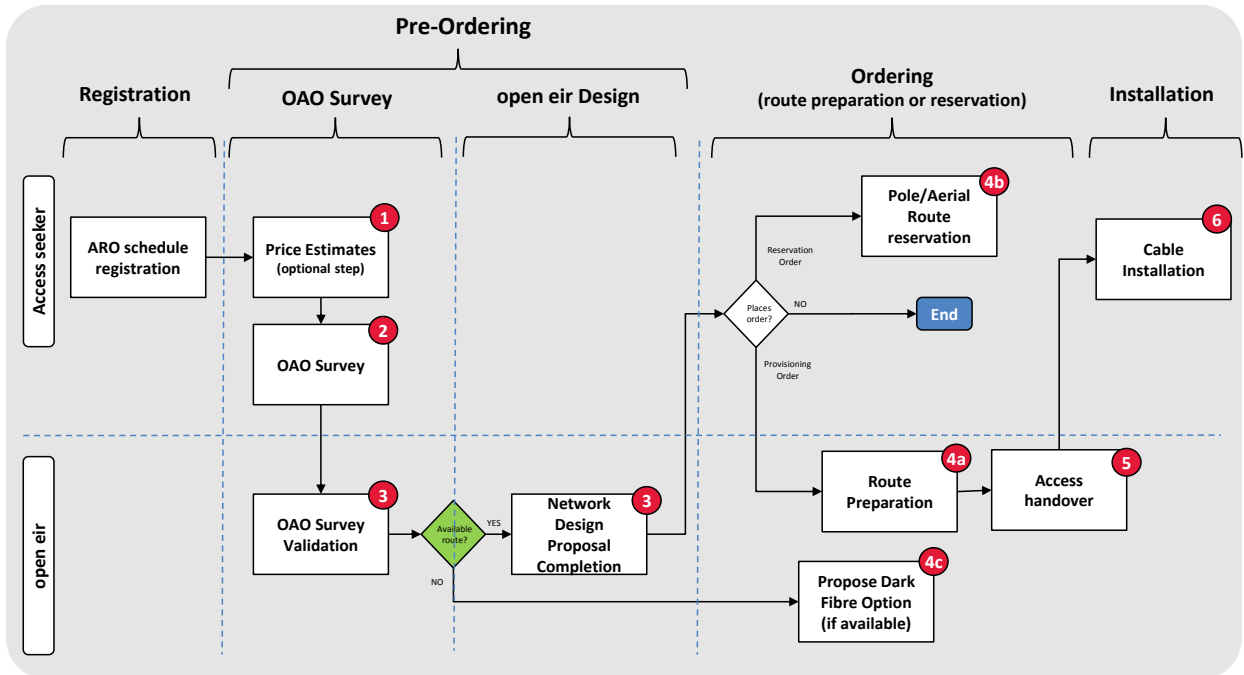 Pre-Ordering
Registration
OAO Survey
open eir Design
Ordering
(route preparation or reservation)
Installation
Access seeker
ARO schedule
registration
1
Price Estimates
(optional step)
2
OAO Survey
4b
Pole/Aerial
Route
reservation
Reservation
Order
Places
order?
NO
End
Provisioning
Order
6
Cable
Installation
open eir
3
OAO Survey
Validation
Available
route?
YES
NO
3
Network
Design
Proposal
Completion
4a
Route
Preparation
5
Access
handover
4c
Propose Dark
Fibre Option
(if available)